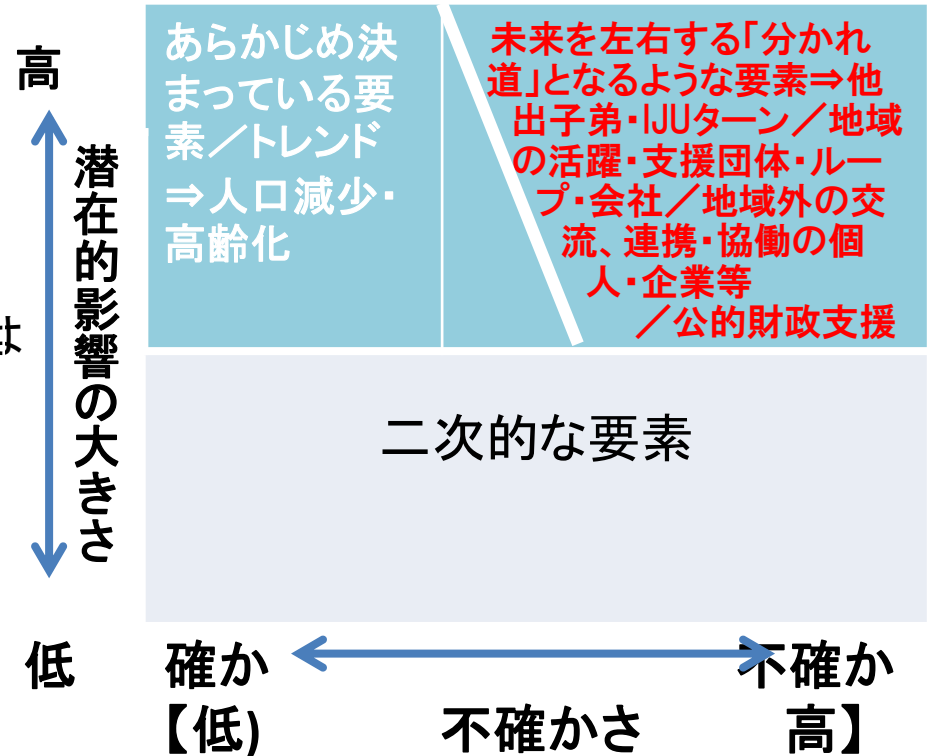 高
潜在的影響の大きさ
は
低
あらかじめ決
まっている要
素／トレンド
⇒人口減少・
高齢化
未来を左右する「分かれ
道」となるような要素⇒他
出子弟・IJUターン／地域
の活躍・支援団体・ルー
プ・会社／地域外の交
流、連携・協働の個
人・企業等
／公的財政支援
二次的な要素
確か
不確か
【低)
不確かさ
高】